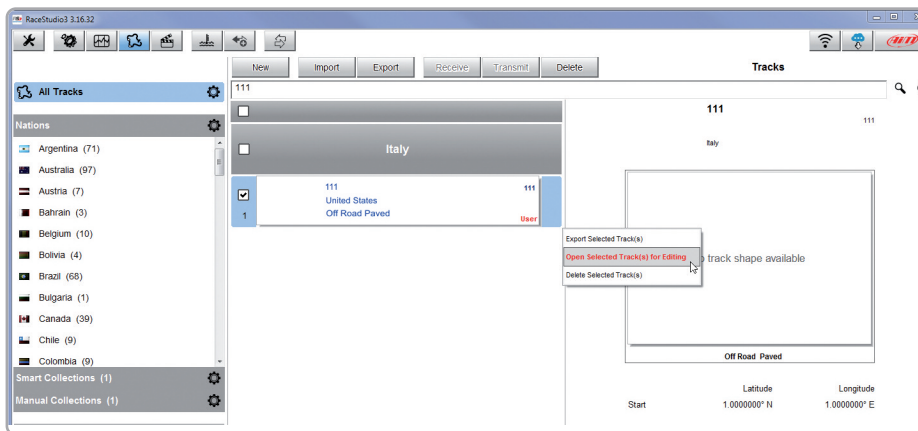 RaceStudio3 3.16.32
AiM
New Import Export Receive Transmit Delete
Tracks
All Tracks
111
Nations
Argentina (71)
Australia (97)
Austria (7)
Bahrain (3)
Belgium (10)
Bolivia (4)
Brazil (68)
Bulgaria (1)
Canada (39)
Chile (9)
Colombia (9)
Smart Collections (1)
Manual Collections (1)
Italy
111 111
United States
Off Road Paved
User
1
Export Selected Track(s)
Open Selected Track(s) for Editing
Delete Selected Track(s)
111
111
Italy
track shape available
Off Road Paved
Latitude Longitude
Start 1.0000000° N 1.0000000° E